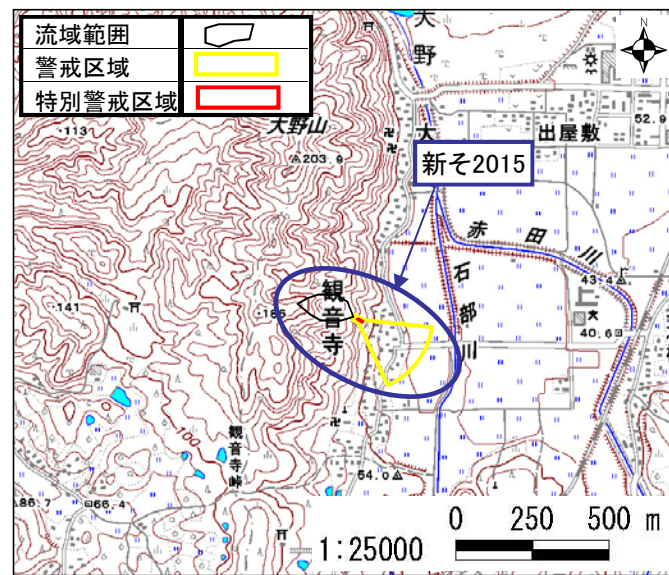 流域範囲
警戒区域
特別警戒区域
N
大野
大
113
大野山
203.9
出屋敷
52.9
新そ2015
赤田川
石部川
43.4
40.6
観音寺
185
141
100
観音寺峠
54.0
86.7
66.4
0 250 500 m
1:25000